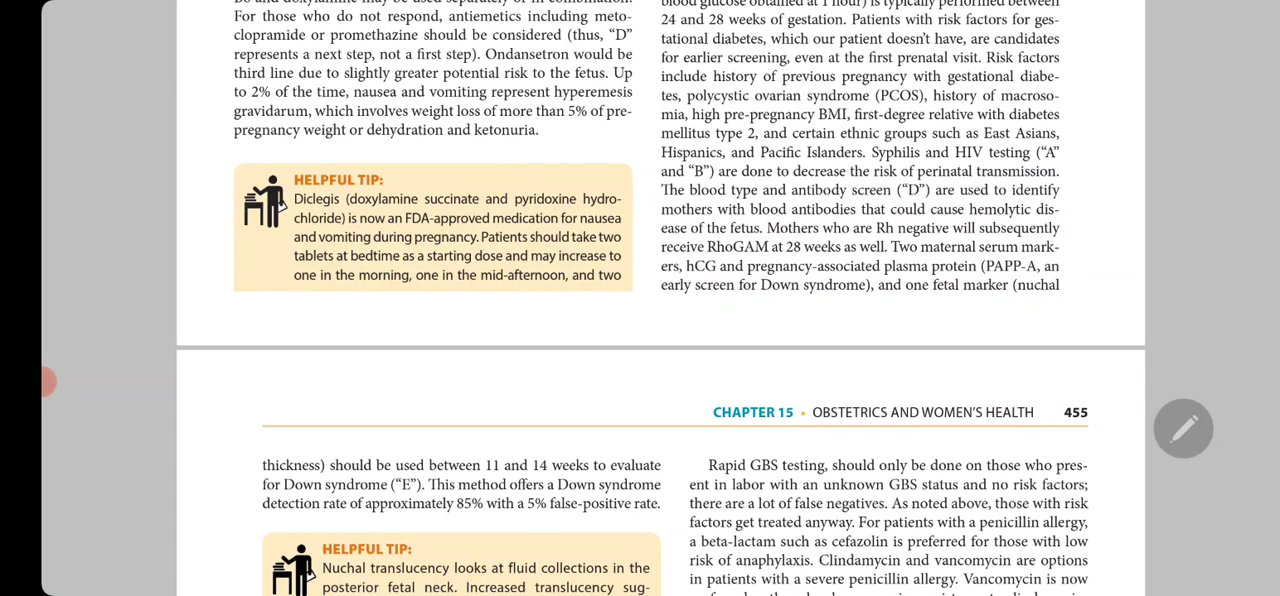 B6 and doxylamine may be used separately or in combination.
For those who do not respond, antiemetics including meto-
clopramide or promethazine should be considered (thus, “D”
represents a next step, not a first step). Ondansetron would be
third line due to slightly greater potential risk to the fetus. Up
to 2% of the time, nausea and vomiting represent hyperemesis
gravidarum, which involves weight loss of more than 5% of pre-
pregnancy weight or dehydration and ketonuria.
HELPFUL TIP:
Diclegis (doxylamine succinate and pyridoxine hydro-
chloride) is now an FDA-approved medication for nausea
and vomiting during pregnancy. Patients should take two
tablets at bedtime as a starting dose and may increase to
one in the morning, one in the mid-afternoon, and two
blood glucose obtained at 1 hour) is typically performed between
24 and 28 weeks of gestation. Patients with risk factors for ges-
tational diabetes, which our patient doesn’t have, are candidates
for earlier screening, even at the first prenatal visit. Risk factors
include history of previous pregnancy with gestational diabe-
tes, polycystic ovarian syndrome (PCOS), history of macroso-
mia, high pre-pregnancy BMI, first-degree relative with diabetes
mellitus type 2, and certain ethnic groups such as East Asians,
Hispanics, and Pacific Islanders. Syphilis and HIV testing (“A”
and “B”) are done to decrease the risk of perinatal transmission.
The blood type and antibody screen (“D”) are used to identify
mothers with blood antibodies that could cause hemolytic dis-
ease of the fetus. Mothers who are Rh negative will subsequently
receive RhoGAM at 28 weeks as well. Two maternal serum mark-
ers, hCG and pregnancy-associated plasma protein (PAPP-A, an
early screen for Down syndrome), and one fetal marker (nuchal
CHAPTER 15 • OBSTETRICS AND WOMEN’S HEALTH 455
thickness) should be used between 11 and 14 weeks to evaluate
for Down syndrome (“E”). This method offers a Down syndrome
detection rate of approximately 85% with a 5% false-positive rate.
HELPFUL TIP:
Nuchal translucency looks at fluid collections in the
posterior fetal neck. Increased translucency sug-
Rapid GBS testing, should only be done on those who pres-
ent in labor with an unknown GBS status and no risk factors;
there are a lot of false negatives. As noted above, those with risk
factors get treated anyway. For patients with a penicillin allergy,
a beta-lactam such as cefazolin is preferred for those with low
risk of anaphylaxis. Clindamycin and vancomycin are options
in patients with a severe penicillin allergy. Vancomycin is now